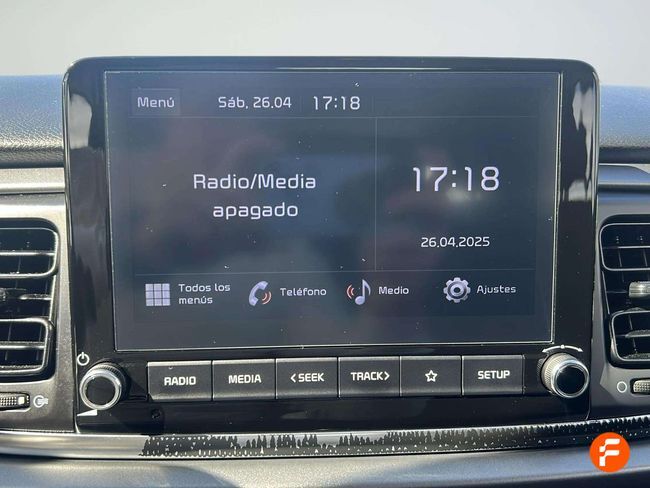 Menú
Sáb, 26.04
17:18
Radio/Media
apagado
17:18
26.04.2025
Todos los
menús
Teléfono
Medio
Ajustes
RADIO
MEDIA
<SEEK
TRACK>
SETUP